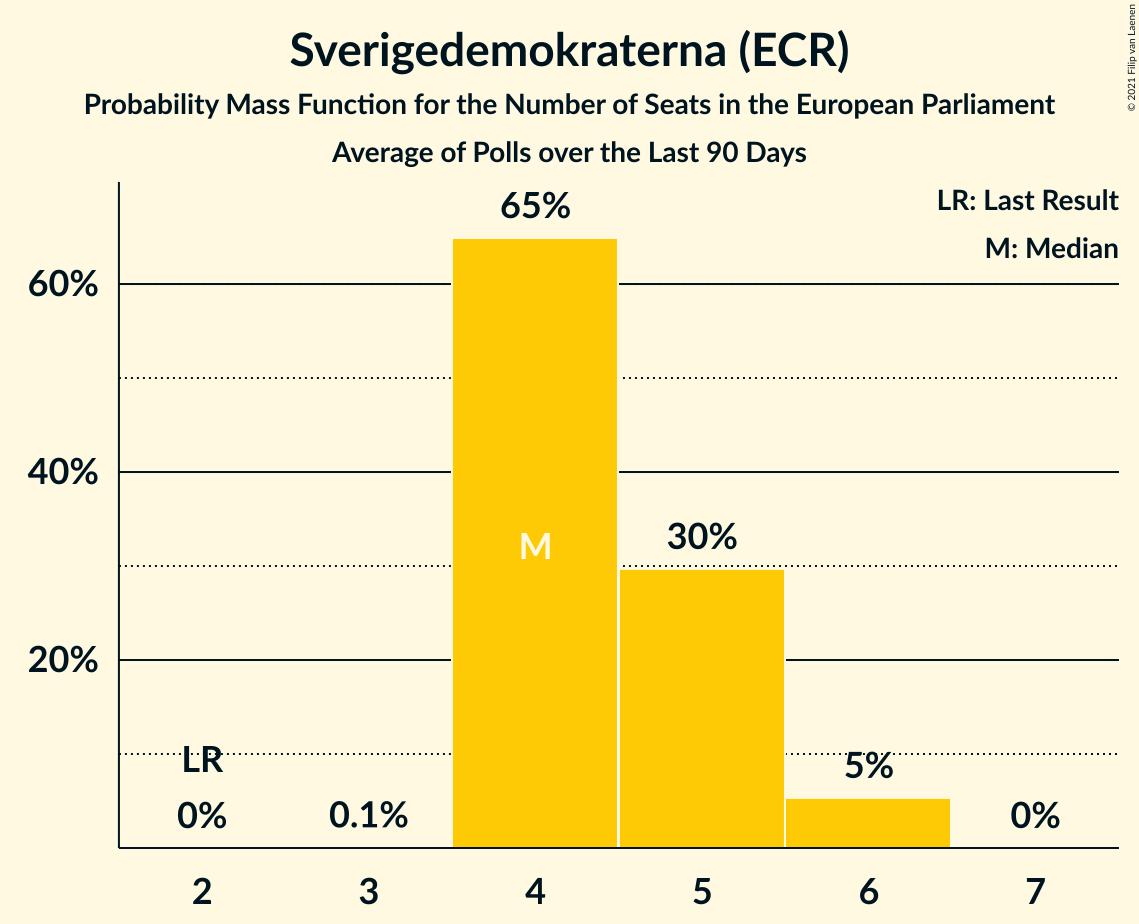 Sverigedemokraterna (ECR)
Probability Mass Function for the Number of Seats in the European Parliament
Average of Polls over the Last 90 Days
© 2021 Filip van Laenen
LR: Last Result
M: Median
65%
60%
40%
30%
M
20%
LR
5%
0%
0.1%
0%
2 3 4 5 6 7